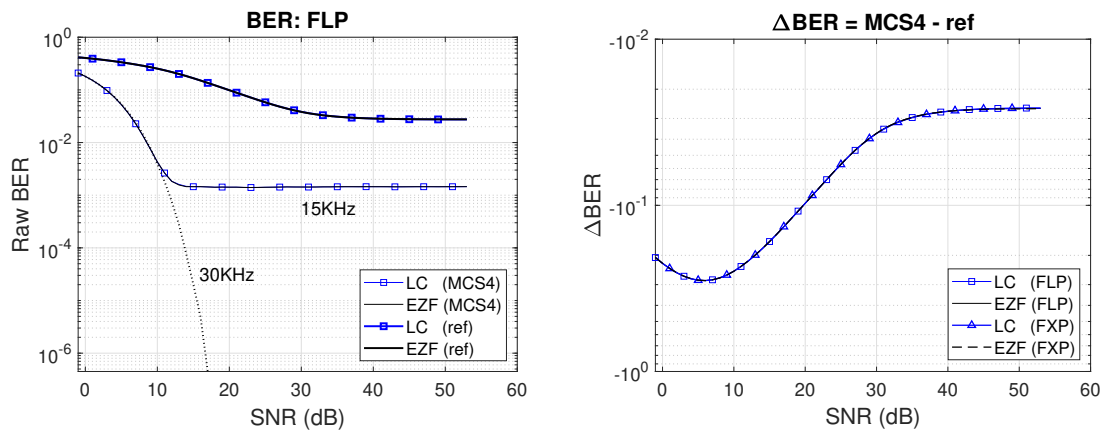 BER: FLP
Raw BER
10^0
10^-2
10^-4
10^-6
15KHz
30KHz
LC (MCS4)
EZF (MCS4)
LC (ref)
EZF (ref)
0 10 20 30 40 50 60
SNR (dB)
ΔBER = MCS4 - ref
ΔBER
-10^-2
-10^-1
-10^0
LC (FLP)
EZF (FLP)
LC (FXP)
EZF (FXP)
0 10 20 30 40 50 60
SNR (dB)